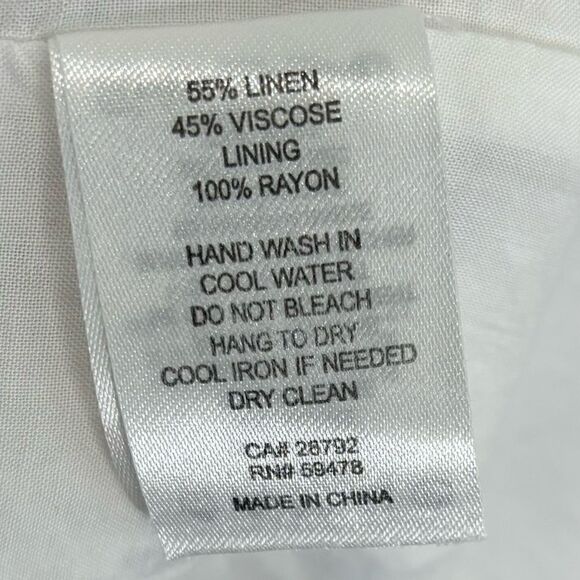 55% LINEN
45% VISCOSE
LINING
100% RAYON
HAND WASH IN
COOL WATER
DO NOT BLEACH
HANG TO DRY
COOL IRON IF NEEDED
DRY CLEAN
CA# 28792
RN# 59478
MADE IN CHINA